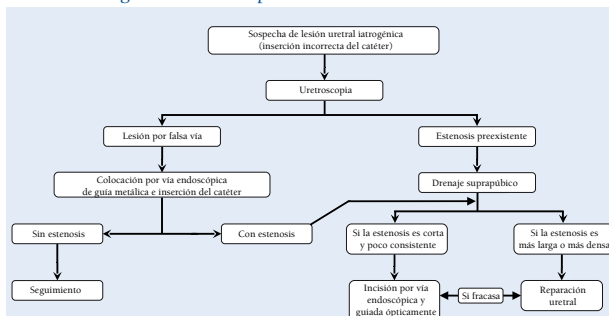 Sospecha de lesión uretral iatrogénica
(inserción incorrecta del catéter)
Uretroscopia
Lesión por falsa vía
Estenosis preexistente
Colocación por vía endoscópica
de guía metálica e inserción del catéter
Drenaje suprapúbico
Sin estenosis
Con estenosis
Si la estenosis es corta
y poco consistente
Si la estenosis es
más larga o más densa
Seguimiento
Incisión por vía
endoscópica y
guiada ópticamente
Si fracasa
Reparación
uretral